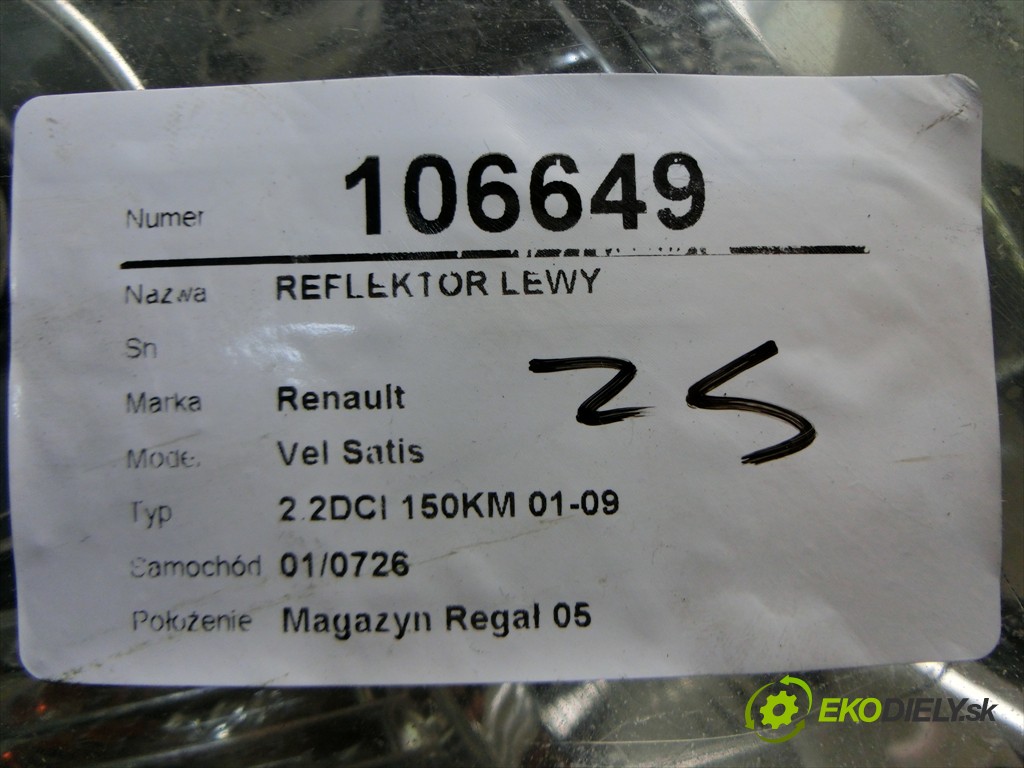 Numer 106649
Nazwa REFLEKTOR LEWY
Sn
Marka Renault
Model Vel Satis
Typ 2.2DCI 150KM 01-09
Samochód 01/0726
Położenie Magazyn Regał 05
25
EKODIELY.sk